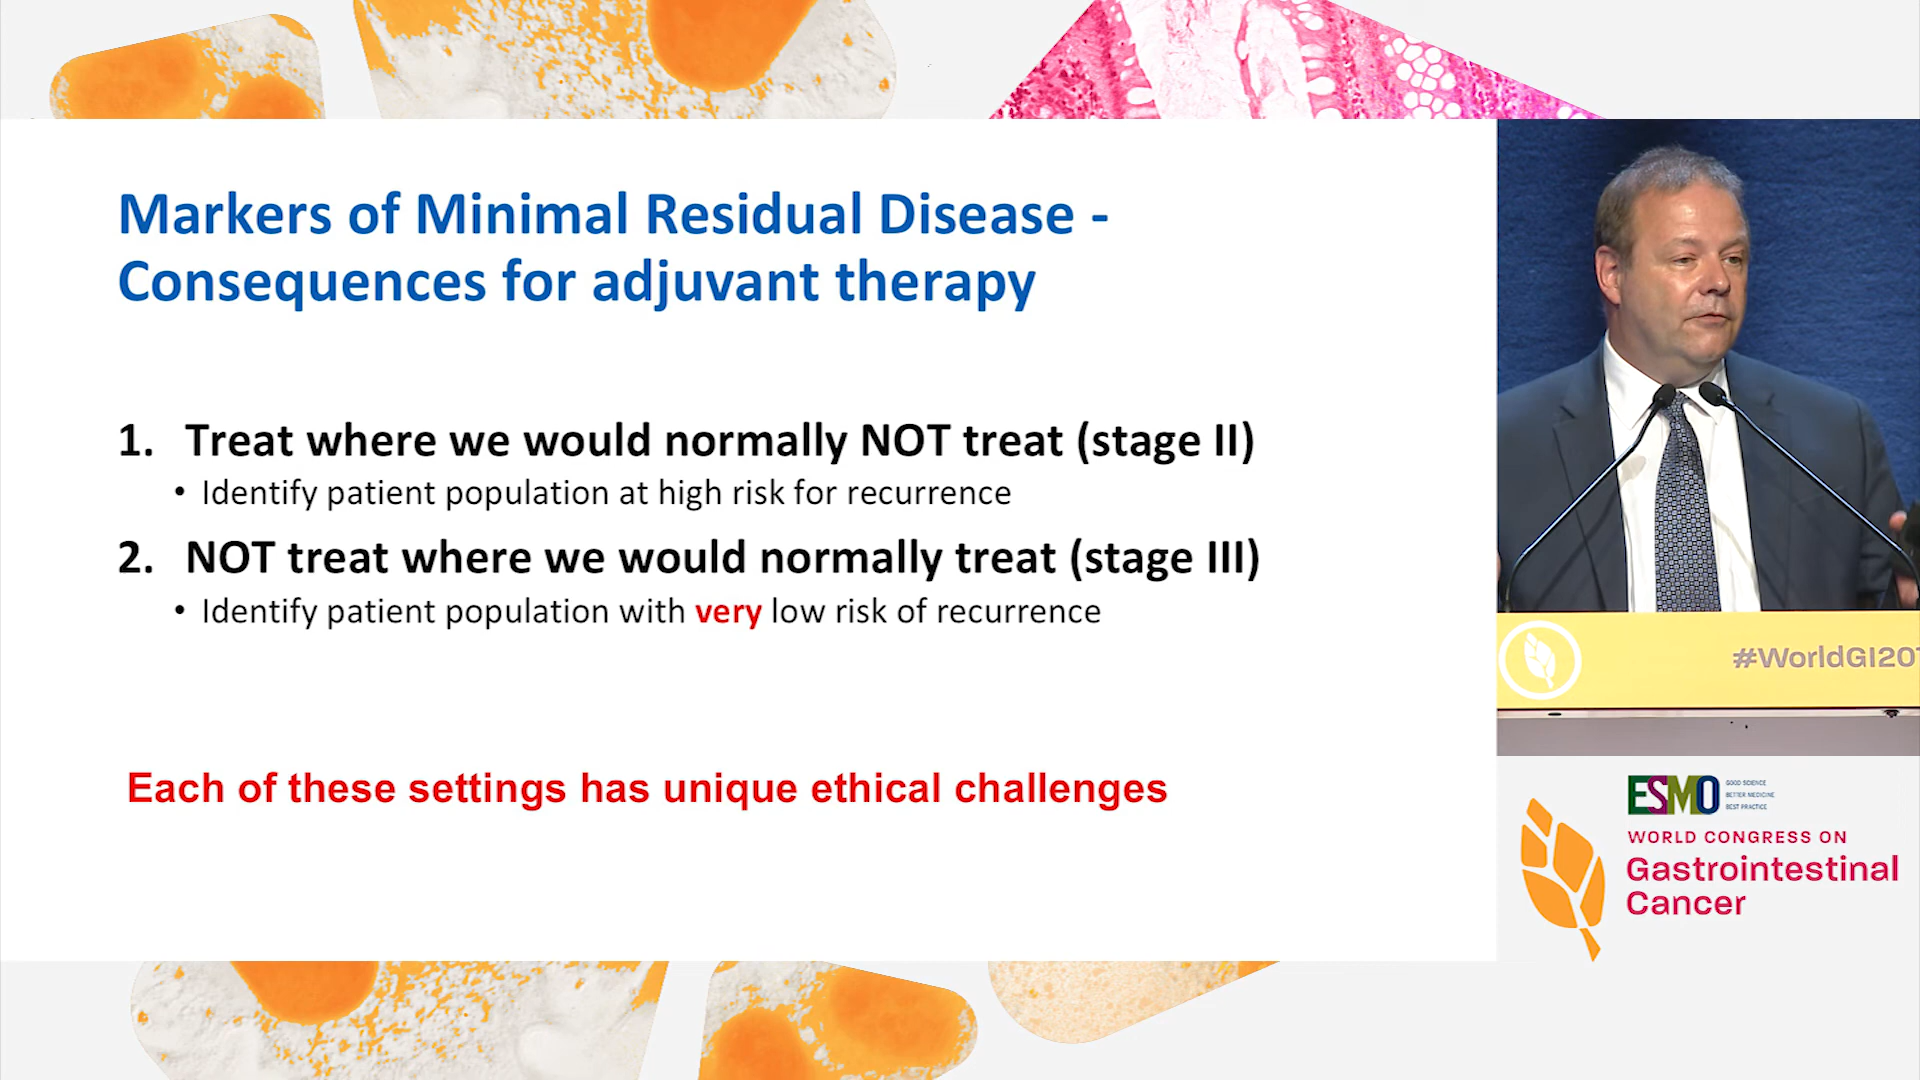 Markers of Minimal Residual Disease -
Consequences for adjuvant therapy
1. Treat where we would normally NOT treat (stage II)
• Identify patient population at high risk for recurrence
2. NOT treat where we would normally treat (stage III)
• Identify patient population with very low risk of recurrence
Each of these settings has unique ethical challenges
#WorldGI201
ESMO
GOOD SCIENCE
BETTER MEDICINE
BEST PRACTICE
WORLD CONGRESS ON
Gastrointestinal
Cancer